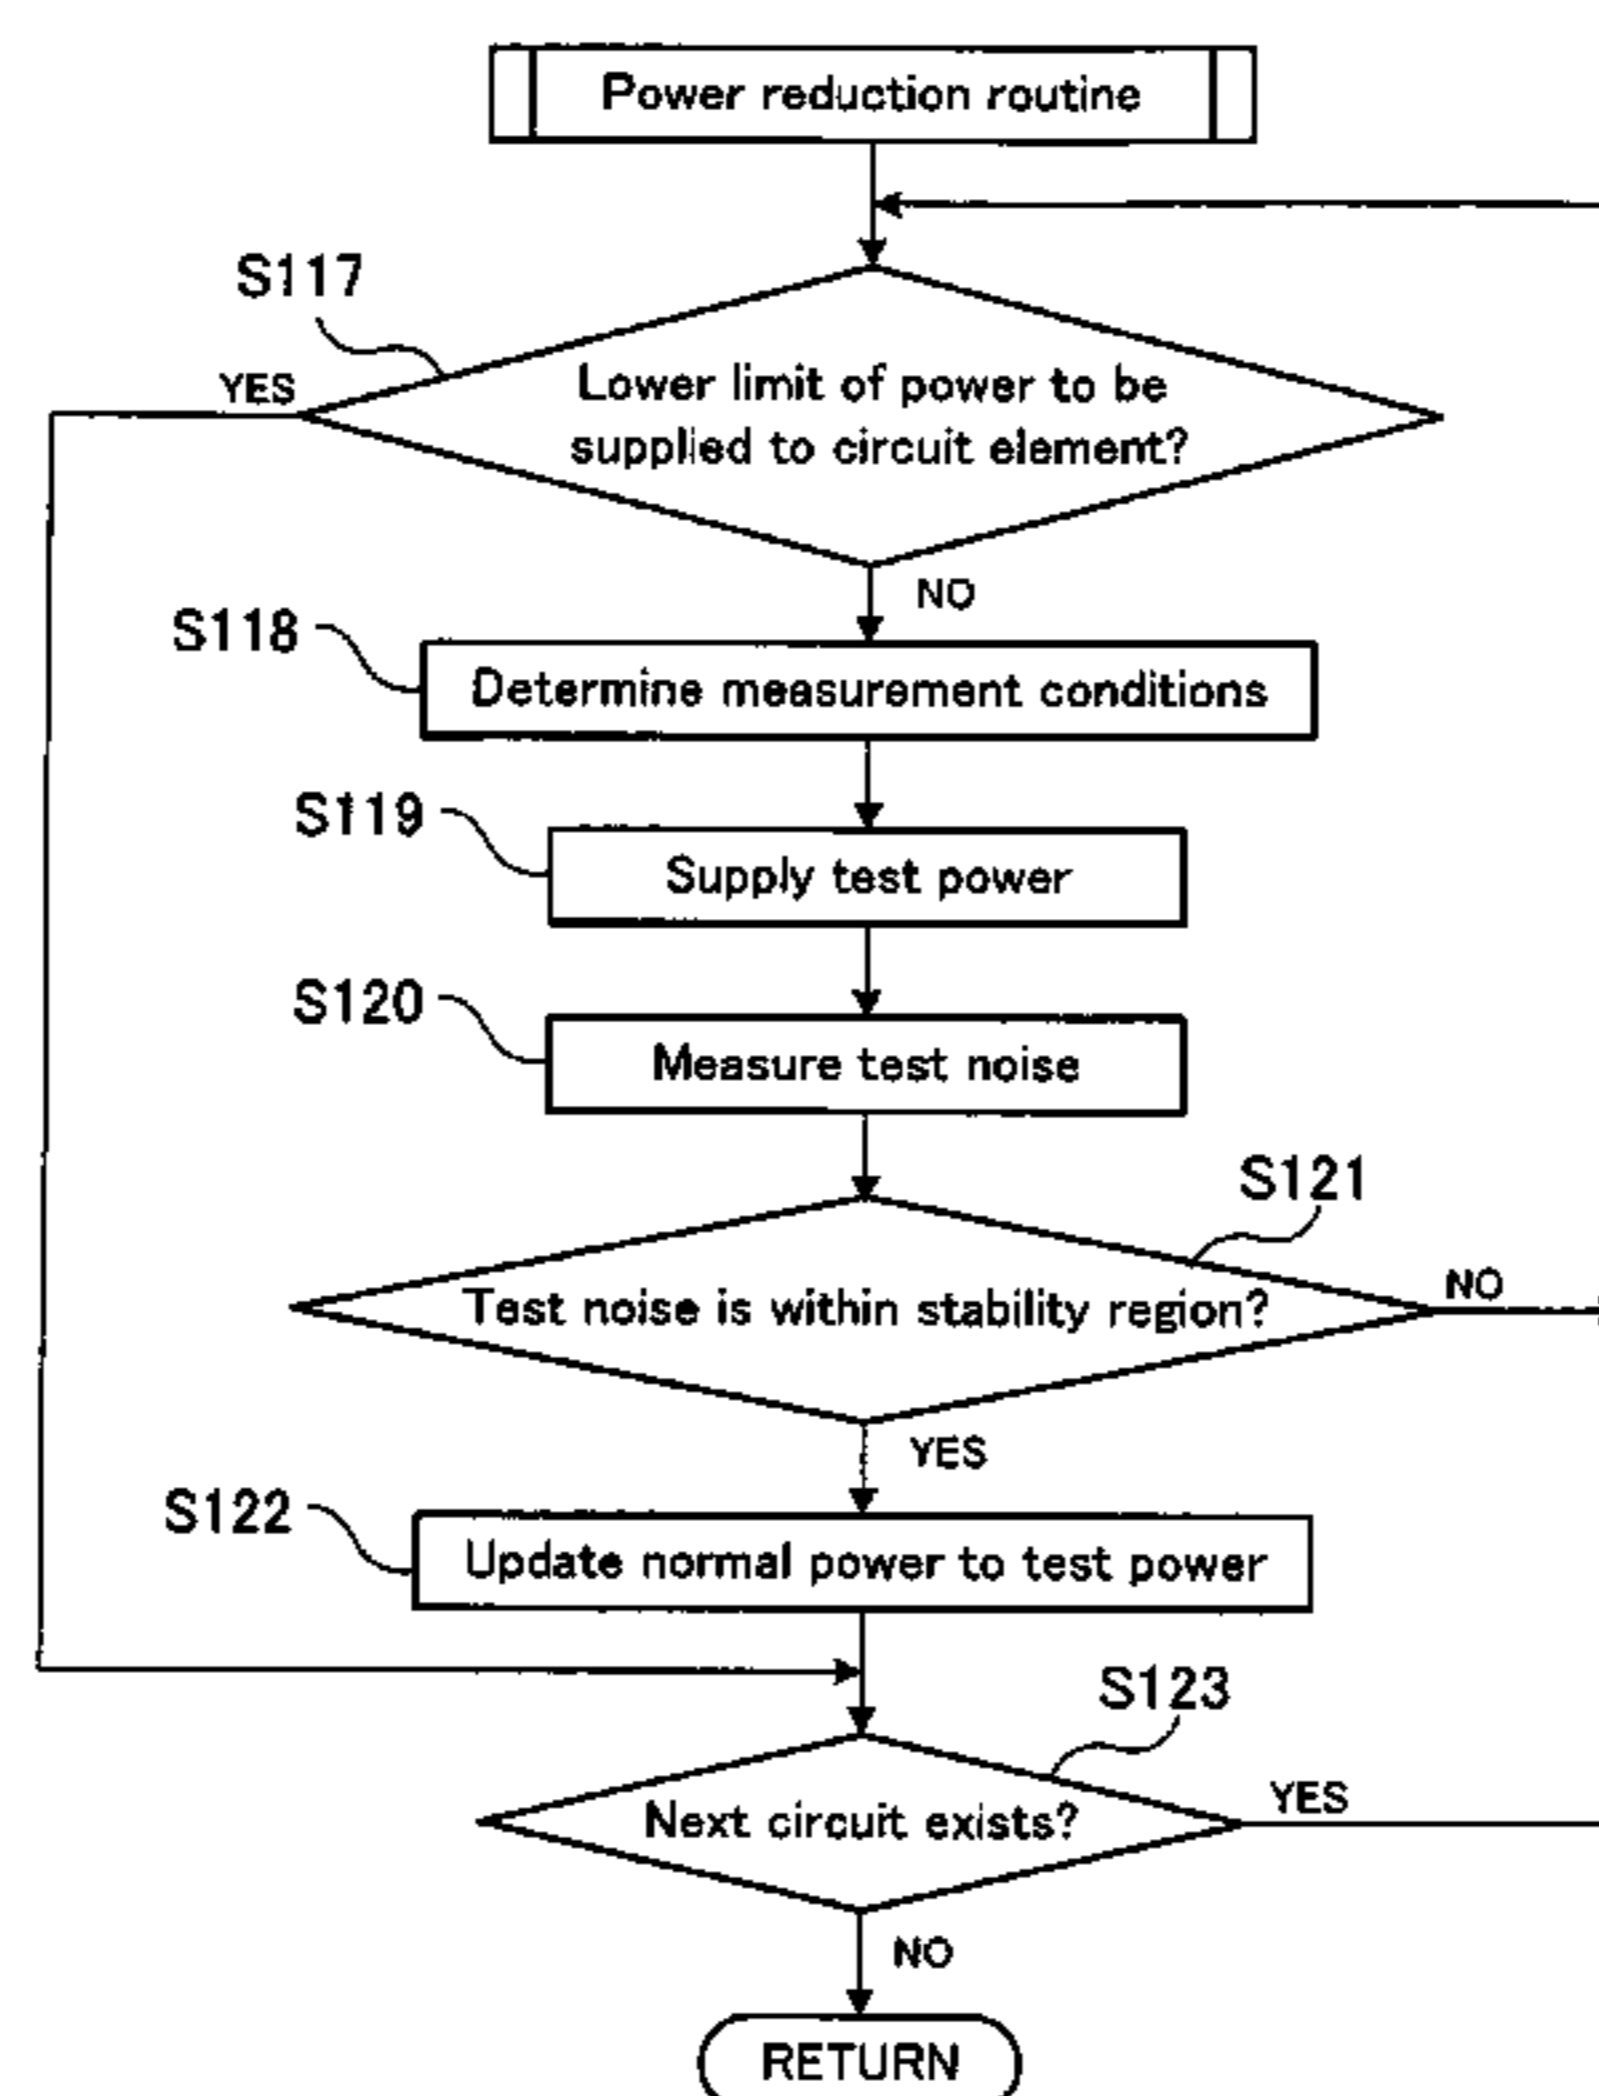 Power reduction routine
S117
YES
Lower limit of power to be
supplied to circuit element?
NO
S118
Determine measurement conditions
S119
Supply test power
S120
Measure test noise
S121
Test noise is within stability region?
NO
YES
S122
Update normal power to test power
S123
Next circuit exists?
YES
NO
RETURN